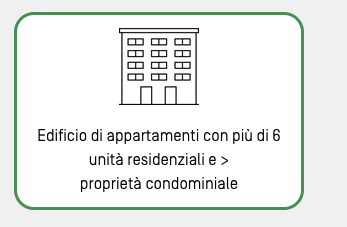 Edificio di appartamenti con più di 6
unità residenziali e >
proprietà condominiale